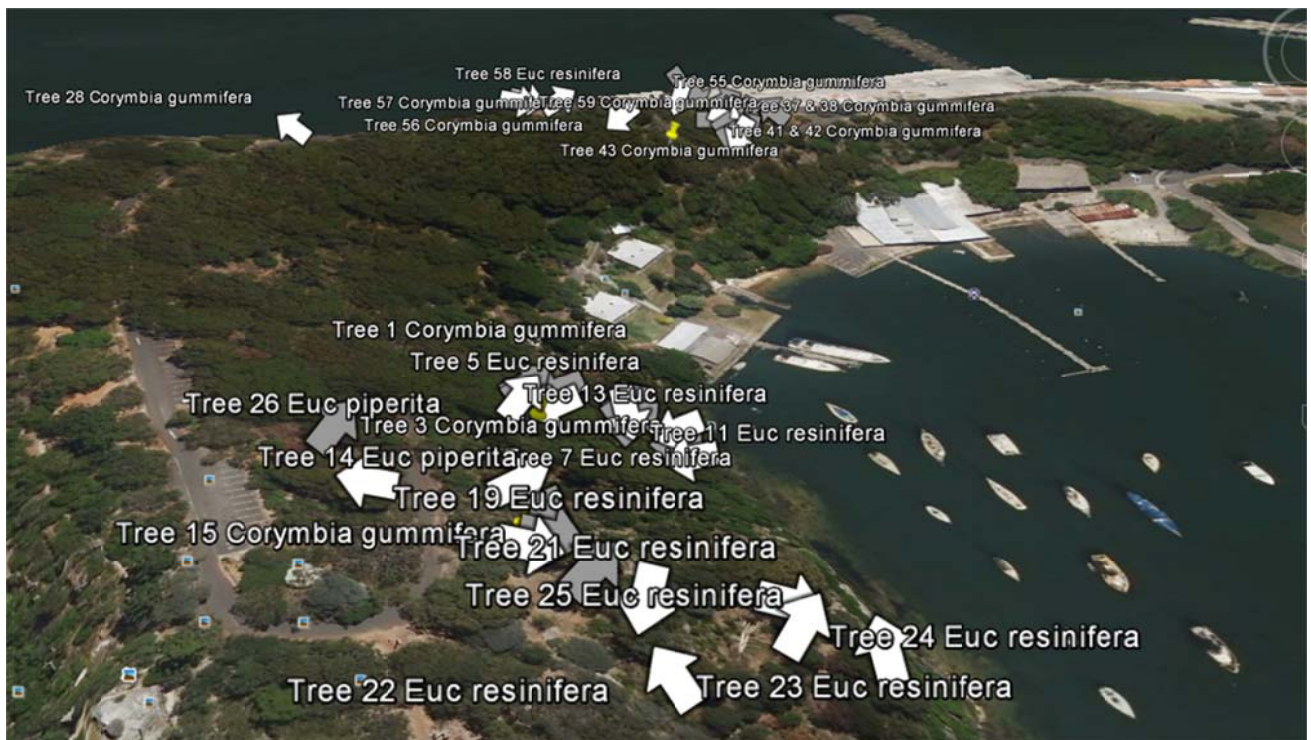 Tree 58 Euc resinifera
Tree 55 Corymbia gummifera
Tree 28 Corymbia gummifera
Tree 57 Corymbia gummifera
Tree 59 Corymbia gummifera
Tree 37 & 38 Corymbia gummifera
Tree 56 Corymbia gummifera
Tree 41 & 42 Corymbia gummifera
Tree 43 Corymbia gummifera
Tree 1 Corymbia gummifera
Tree 5 Euc resinifera
Tree 13 Euc resinifera
Tree 26 Euc piperita
Tree 3 Corymbia gummifera
Tree 11 Euc resinifera
Tree 14 Euc piperita
Tree 7 Euc resinifera
Tree 19 Euc resinifera
Tree 15 Corymbia gummifera
Tree 21 Euc resinifera
Tree 25 Euc resinifera
Tree 24 Euc resinifera
Tree 22 Euc resinifera
Tree 23 Euc resinifera